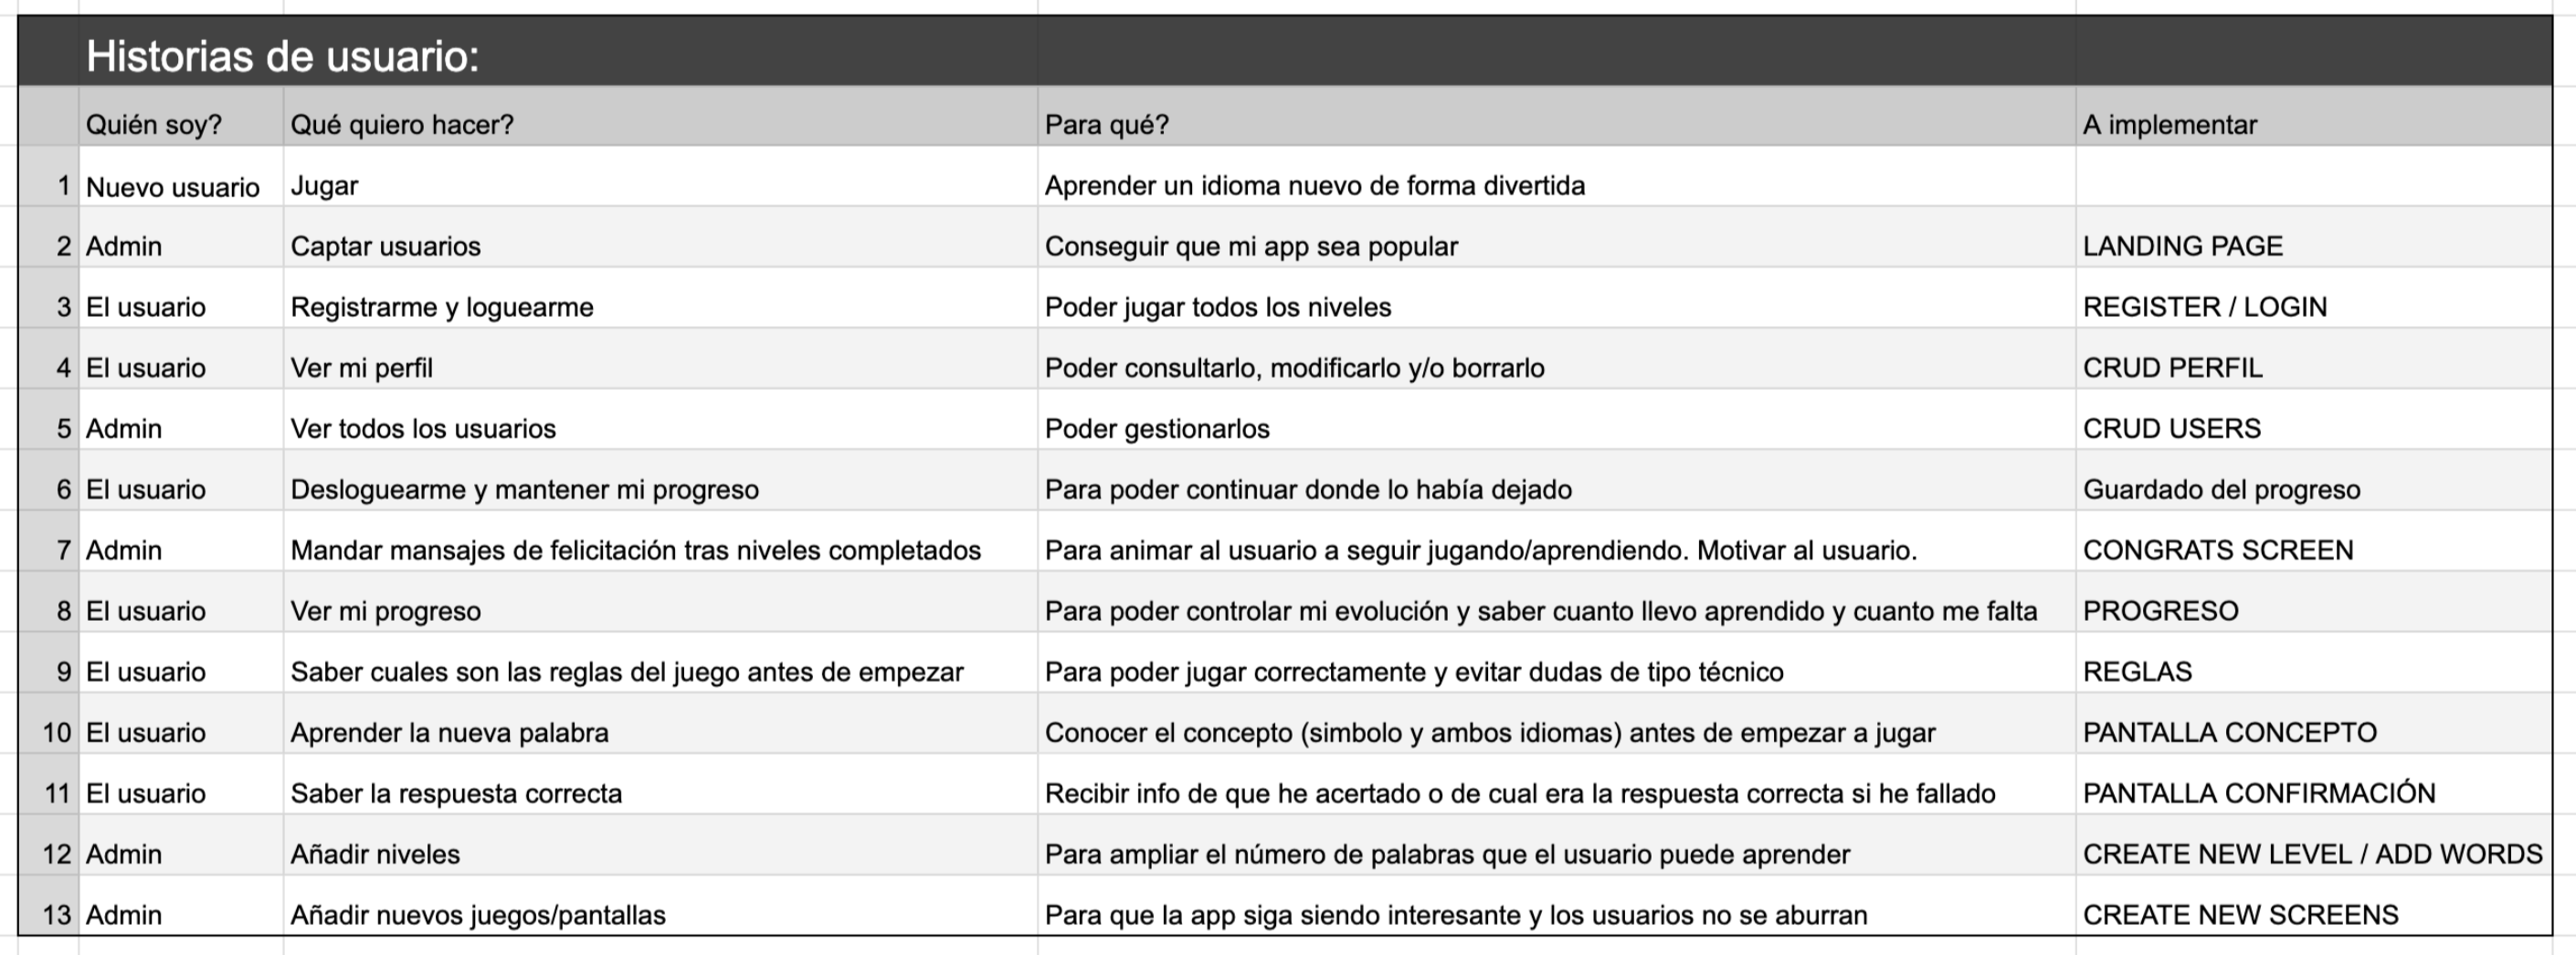 Historias de usuario:
Quién soy? Qué quiero hacer? Para qué? A implementar
1 Nuevo usuario Jugar Aprender un idioma nuevo de forma divertida
2 Admin Captar usuarios Conseguir que mi app sea popular LANDING PAGE
3 El usuario Registrarme y loguearme Poder jugar todos los niveles REGISTER / LOGIN
4 El usuario Ver mi perfil Poder consultarlo, modificarlo y/o borrarlo CRUD PERFIL
5 Admin Ver todos los usuarios Poder gestionarlos CRUD USERS
6 El usuario Desloguearme y mantener mi progreso Para poder continuar donde lo había dejado Guardado del progreso
7 Admin Mandar mansajes de felicitación tras niveles completados Para animar al usuario a seguir jugando/aprendiendo. Motivar al usuario. CONGRATS SCREEN
8 El usuario Ver mi progreso Para poder controlar mi evolución y saber cuanto llevo aprendido y cuanto me falta PROGRESO
9 El usuario Saber cuales son las reglas del juego antes de empezar Para poder jugar correctamente y evitar dudas de tipo técnico REGLAS
10 El usuario Aprender la nueva palabra Conocer el concepto (simbolo y ambos idiomas) antes de empezar a jugar PANTALLA CONCEPTO
11 El usuario Saber la respuesta correcta Recibir info de que he acertado o de cual era la respuesta correcta si he fallado PANTALLA CONFIRMACIÓN
12 Admin Añadir niveles Para ampliar el número de palabras que el usuario puede aprender CREATE NEW LEVEL / ADD WORDS
13 Admin Añadir nuevos juegos/pantallas Para que la app siga siendo interesante y los usuarios no se aburran CREATE NEW SCREENS